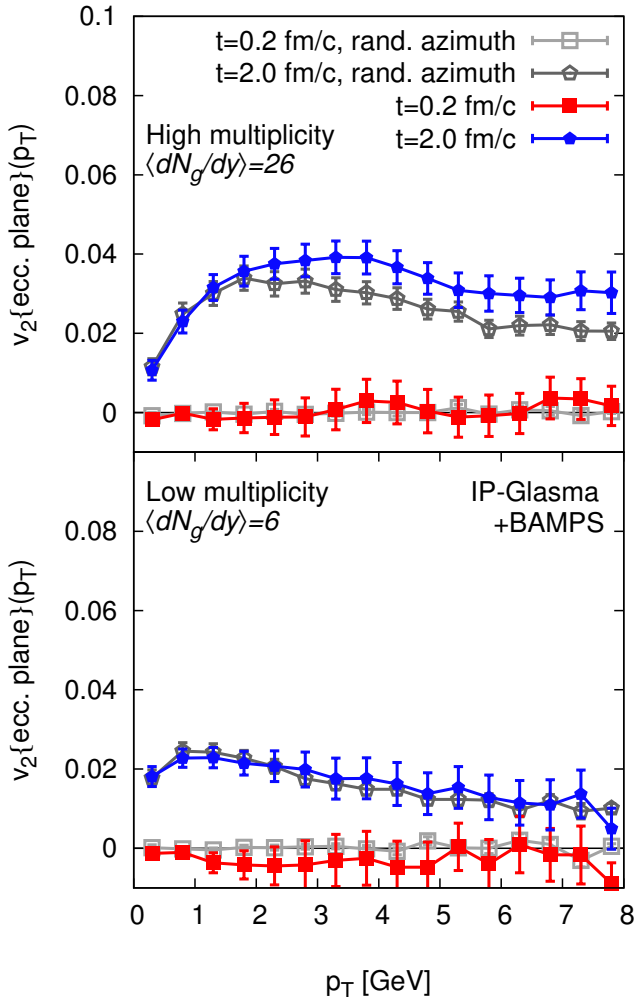 0.1
t=0.2 fm/c, rand. azimuth
t=2.0 fm/c, rand. azimuth
t=0.2 fm/c
t=2.0 fm/c
0.08
High multiplicity
⟨dN_g/dy⟩=26
0.06
0.04
0.02
0
v₂{ecc. plane}(p_T)
Low multiplicity
⟨dN_g/dy⟩=6
IP-Glasma
+BAMPS
0.08
0.06
0.04
0.02
0
v₂{ecc. plane}(p_T)
0 1 2 3 4 5 6 7 8
p_T [GeV]